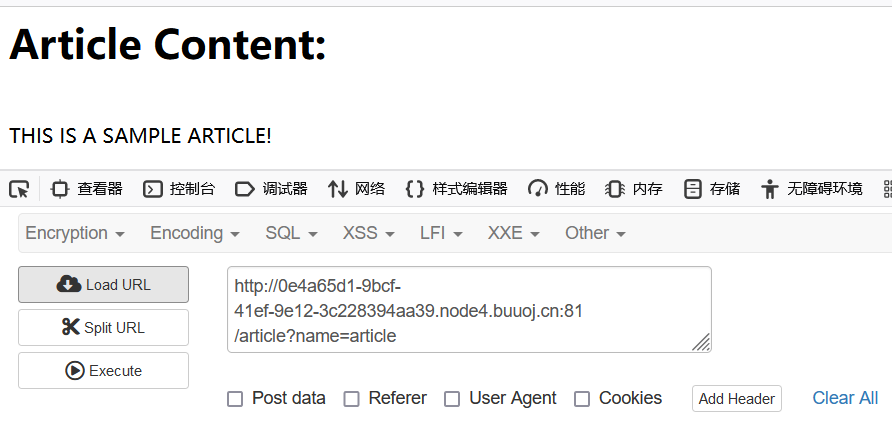 Article Content:
THIS IS A SAMPLE ARTICLE!
查看器 控制台 调试器 网络 样式编辑器 性能 内存 存储 无障碍环境
Encryption Encoding SQL XSS LFI XXE Other
Load URL
Split URL
Execute
http://0e4a65d1-9bcf-
41ef-9e12-3c228394aa39.node4.buuoj.cn:81
/article?name=article
Post data Referer User Agent Cookies Add Header Clear All